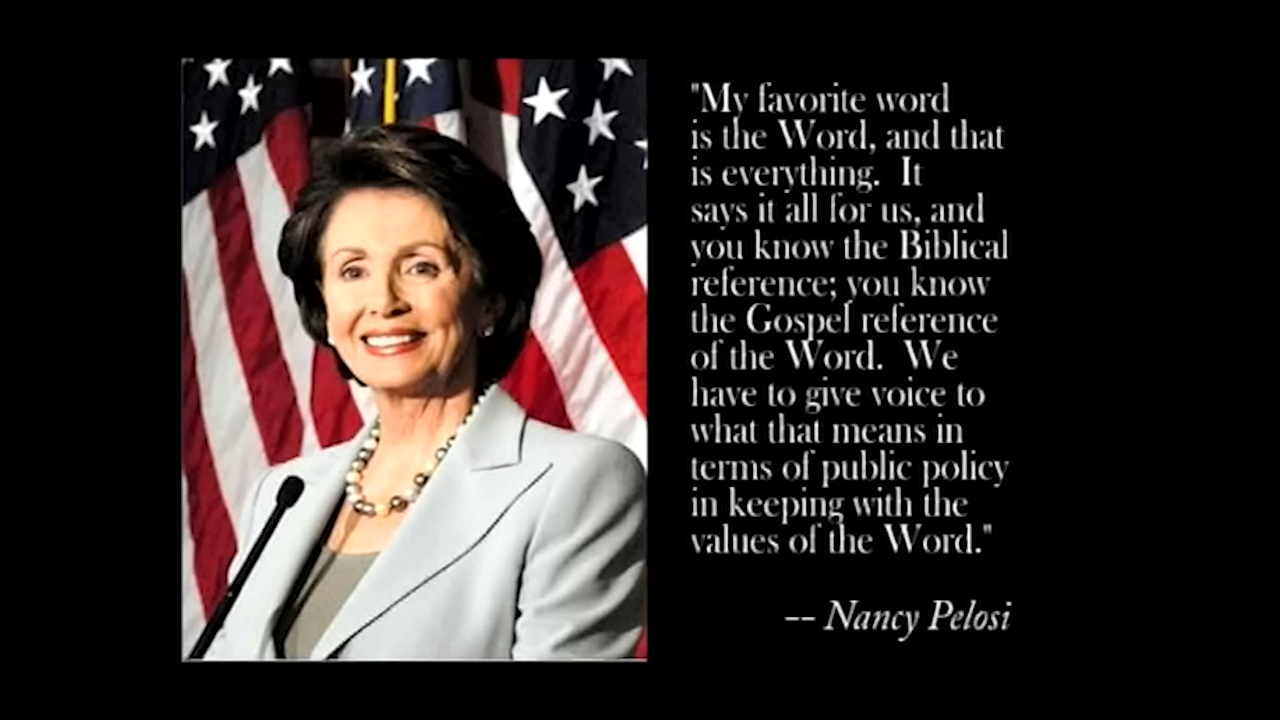 "My favorite word
is the Word, and that
is everything.  It
says it all for us, and
you know the Biblical
reference; you know
the Gospel reference
of the Word.  We
have to give voice to
what that means in
terms of public policy
in keeping with the
values of the Word."
-- Nancy Pelosi